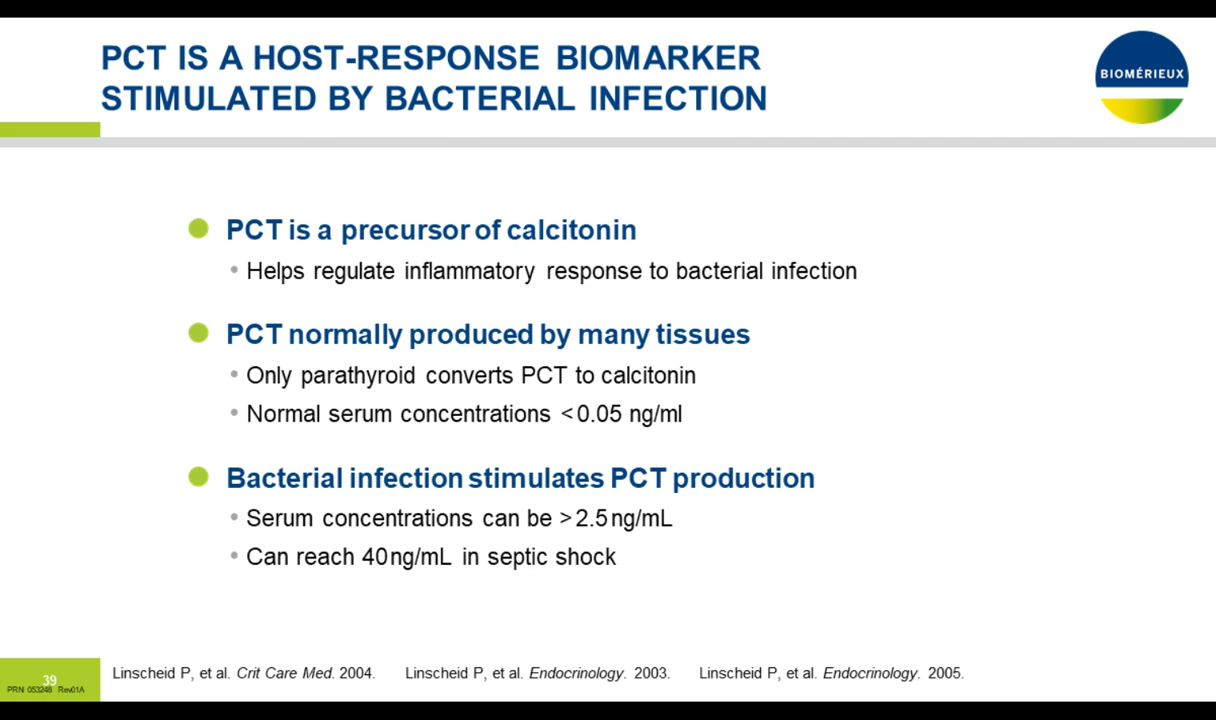 PCT IS A HOST-RESPONSE BIOMARKER
STIMULATED BY BACTERIAL INFECTION
BIOMÉRIEUX
PCT is a precursor of calcitonin
Helps regulate inflammatory response to bacterial infection
PCT normally produced by many tissues
Only parathyroid converts PCT to calcitonin
Normal serum concentrations <0.05 ng/ml
Bacterial infection stimulates PCT production
Serum concentrations can be >2.5ng/mL
Can reach 40ng/mL in septic shock
Linscheid P, et al. Crit Care Med. 2004. Linscheid P, et al. Endocrinology. 2003. Linscheid P, et al. Endocrinology. 2005.
39
PRN 053248 Rev01A